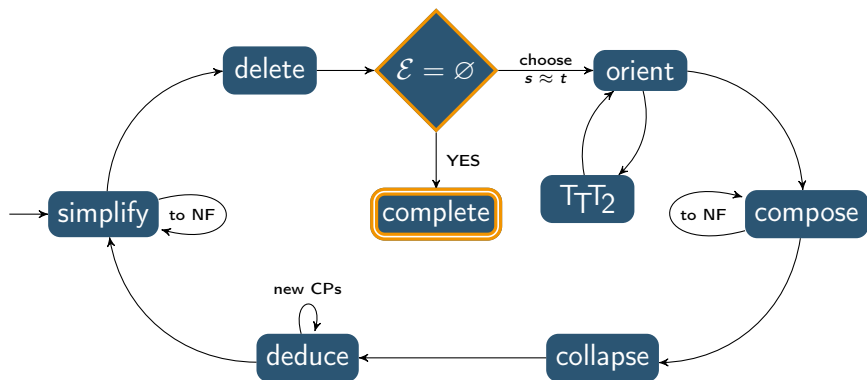 delete
ℰ = ∅
choose
s ≈ t
orient
YES
simplify
to NF
complete
TTT2
to NF
compose
new CPs
deduce
collapse